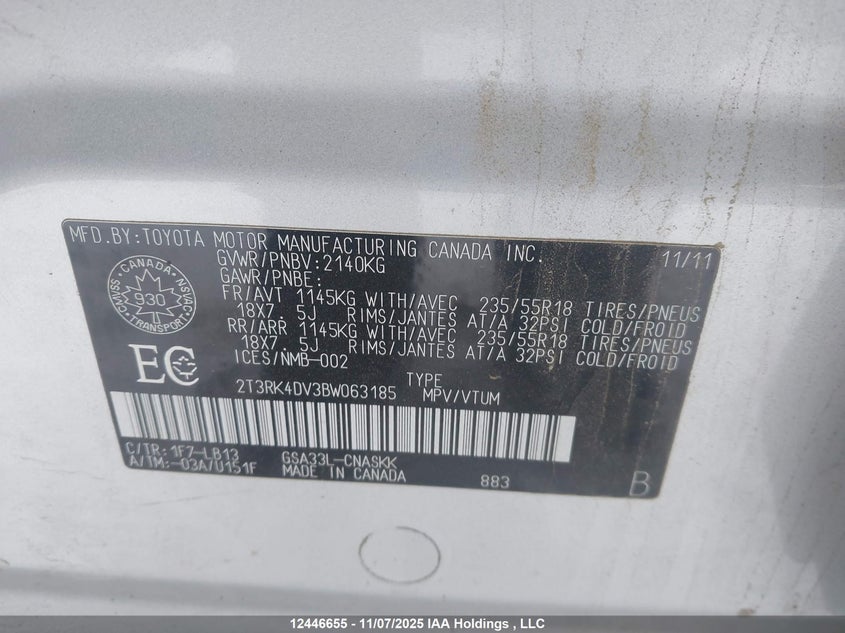 MFD.BY:TOYOTA MOTOR MANUFACTURING CANADA INC. 11/11
GVWR/PNBV:2140KG
GAWR/PNBE:
FR/AVT 1145KG WITH/AVEC 235/55R18 TIRES/PNEUS
18X7. 5J RIMS/JANTES AT/A 32PSI COLD/FROID
RR/ARR 1145KG WITH/AVEC 235/55R18 TIRES/PNEUS
18X7 5J RIMS/JANTES AT/A 32PSI COLD/FROID
ICES/NMB-002
CANADA
CMVSS 930 NSVAC
TRANSPORT
EC
TYPE
2T3RK4DV3BW063185 MPV/VTUM
C/TR: 1F7-LB13 GSA33L-CNASKK
A/TM:-03A/U151F MADE IN CANADA 883 B
12446655 - 11/07/2025 IAA Holdings , LLC